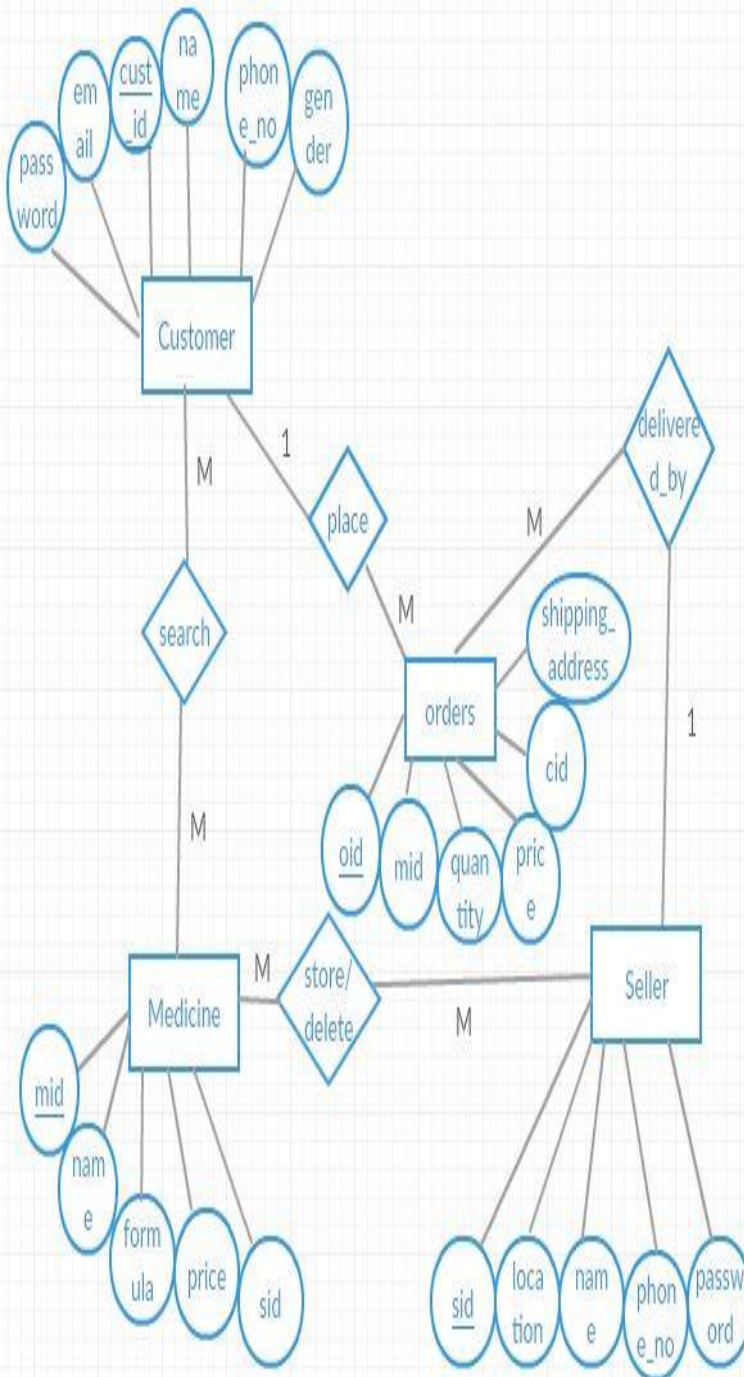 na
me
cust
_id
phon
e_no
em
ail
gen
der
pass
word
Customer
M
1
place
delivere
d_by
M
M
search
shipping_
address
orders
1
cid
M
oid
mid
quan
tity
pric
e
M
store/
delete
M
Seller
Medicine
mid
nam
e
form
ula
price
sid
sid
loca
tion
nam
e
phon
e_no
passw
ord